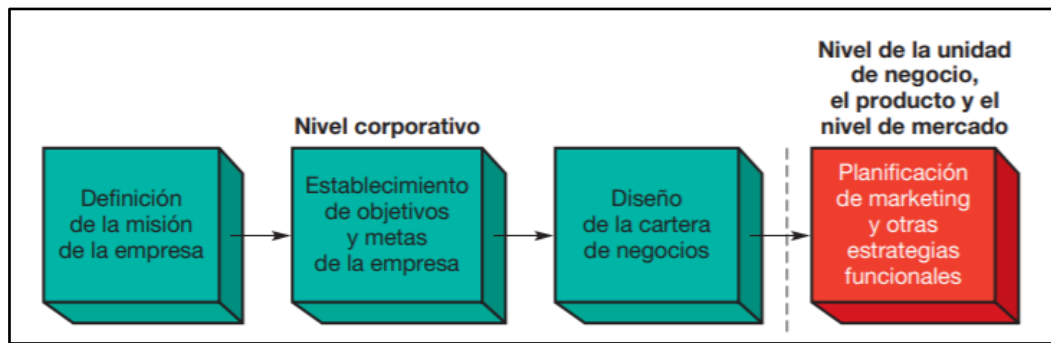 Nivel de la unidad
de negocio,
el producto y el
nivel de mercado
Nivel corporativo
Definición
de la misión
de la empresa
Establecimiento
de objetivos
y metas
de la empresa
Diseño
de la cartera
de negocios
Planificación
de marketing
y otras
estrategias
funcionales